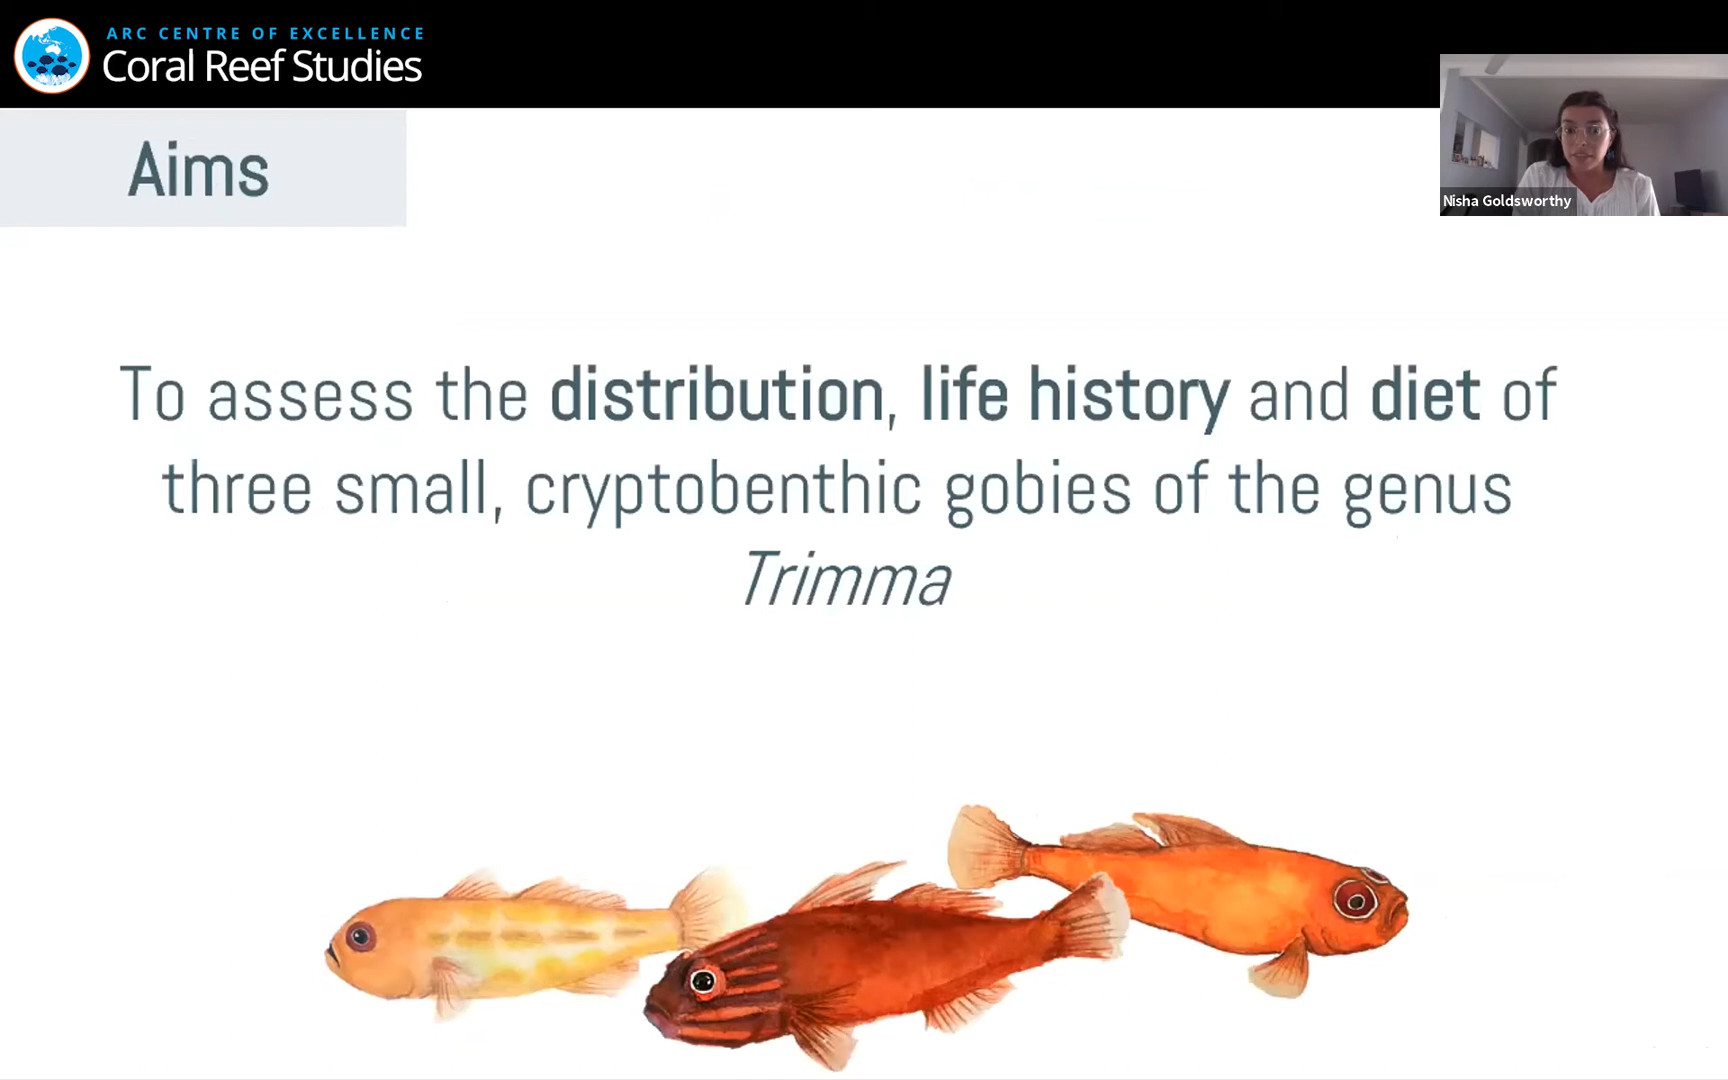 ARC CENTRE OF EXCELLENCE
Coral Reef Studies
Nisha Goldsworthy
Aims
To assess the distribution, life history and diet of
three small, cryptobenthic gobies of the genus
Trimma